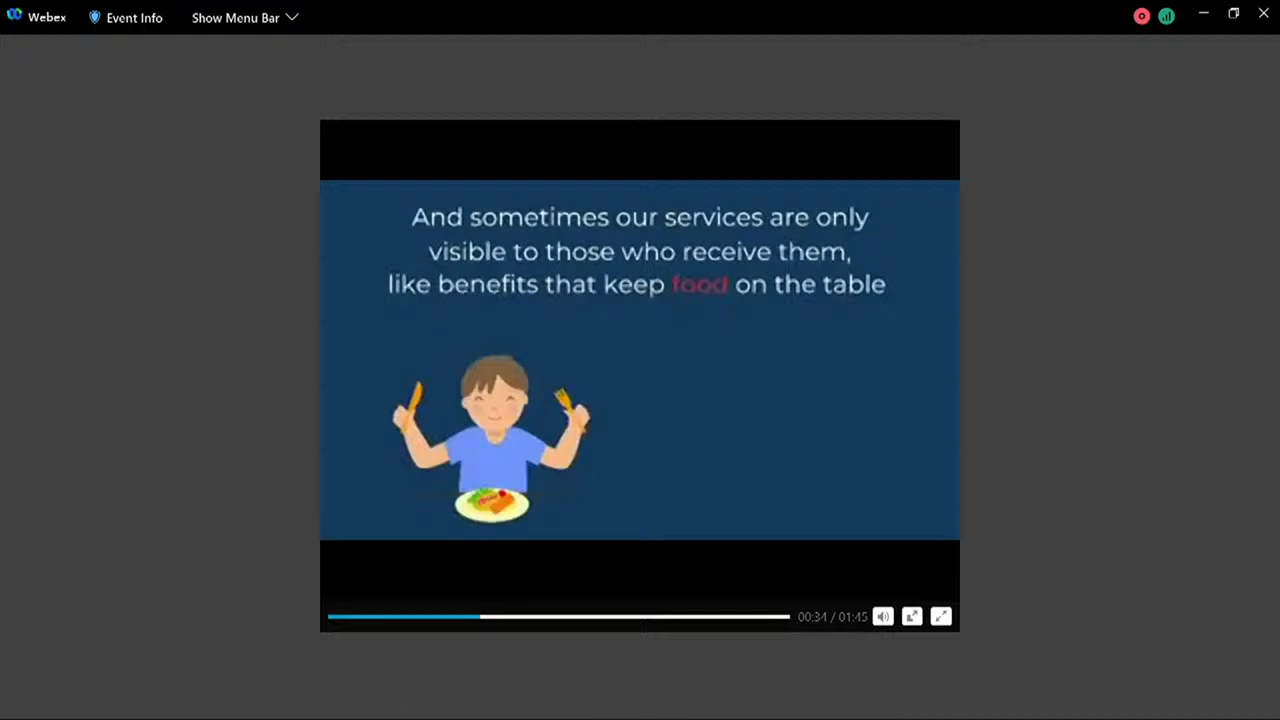 Webex
Event Info
Show Menu Bar
And sometimes our services are only
visible to those who receive them,
like benefits that keep food on the table
00:34 / 01:45